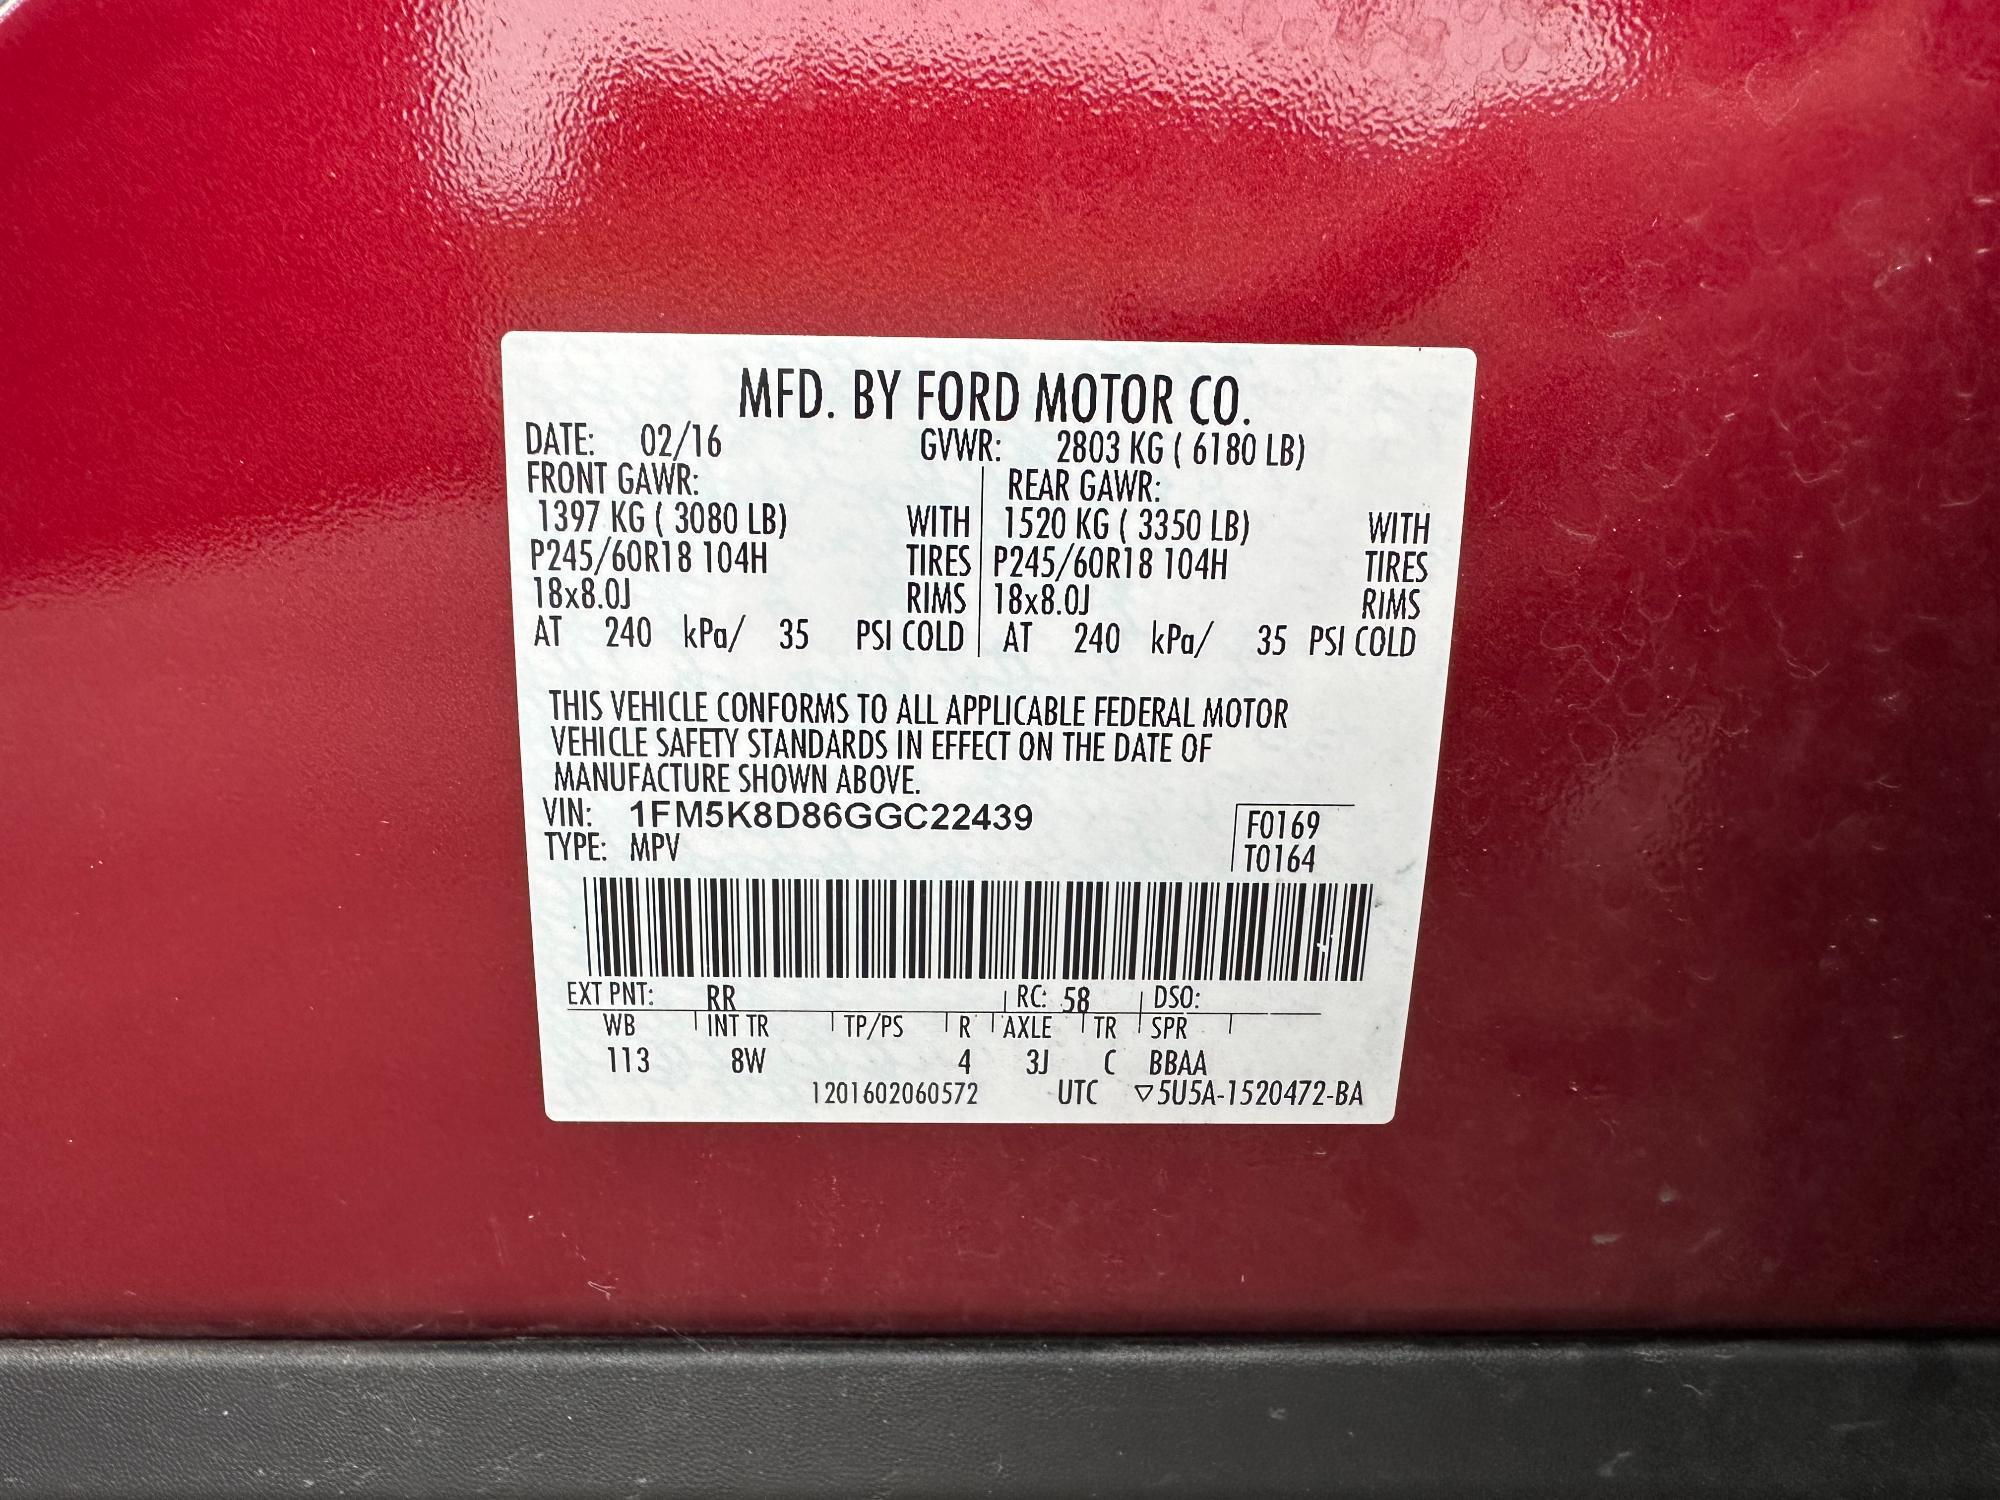 MFD. BY FORD MOTOR CO.
DATE: 02/16 GVWR: 2803 KG ( 6180 LB)
FRONT GAWR: REAR GAWR:
1397 KG ( 3080 LB) WITH 1520 KG ( 3350 LB) WITH
P245/60R18 104H TIRES P245/60R18 104H TIRES
18x8.0J RIMS 18x8.0J RIMS
AT 240 kPa/ 35 PSI COLD AT 240 kPa/ 35 PSI COLD
THIS VEHICLE CONFORMS TO ALL APPLICABLE FEDERAL MOTOR
VEHICLE SAFETY STANDARDS IN EFFECT ON THE DATE OF
MANUFACTURE SHOWN ABOVE.
VIN: 1FM5K8D86GGC22439 F0169
TYPE: MPV T0164
EXT PNT: RR RC: 58 DSO:
WB INT TR TP/PS R AXLE TR SPR
113 8W 4 3J C BBAA
1201602060572 UTC ▽5U5A-1520472-BA